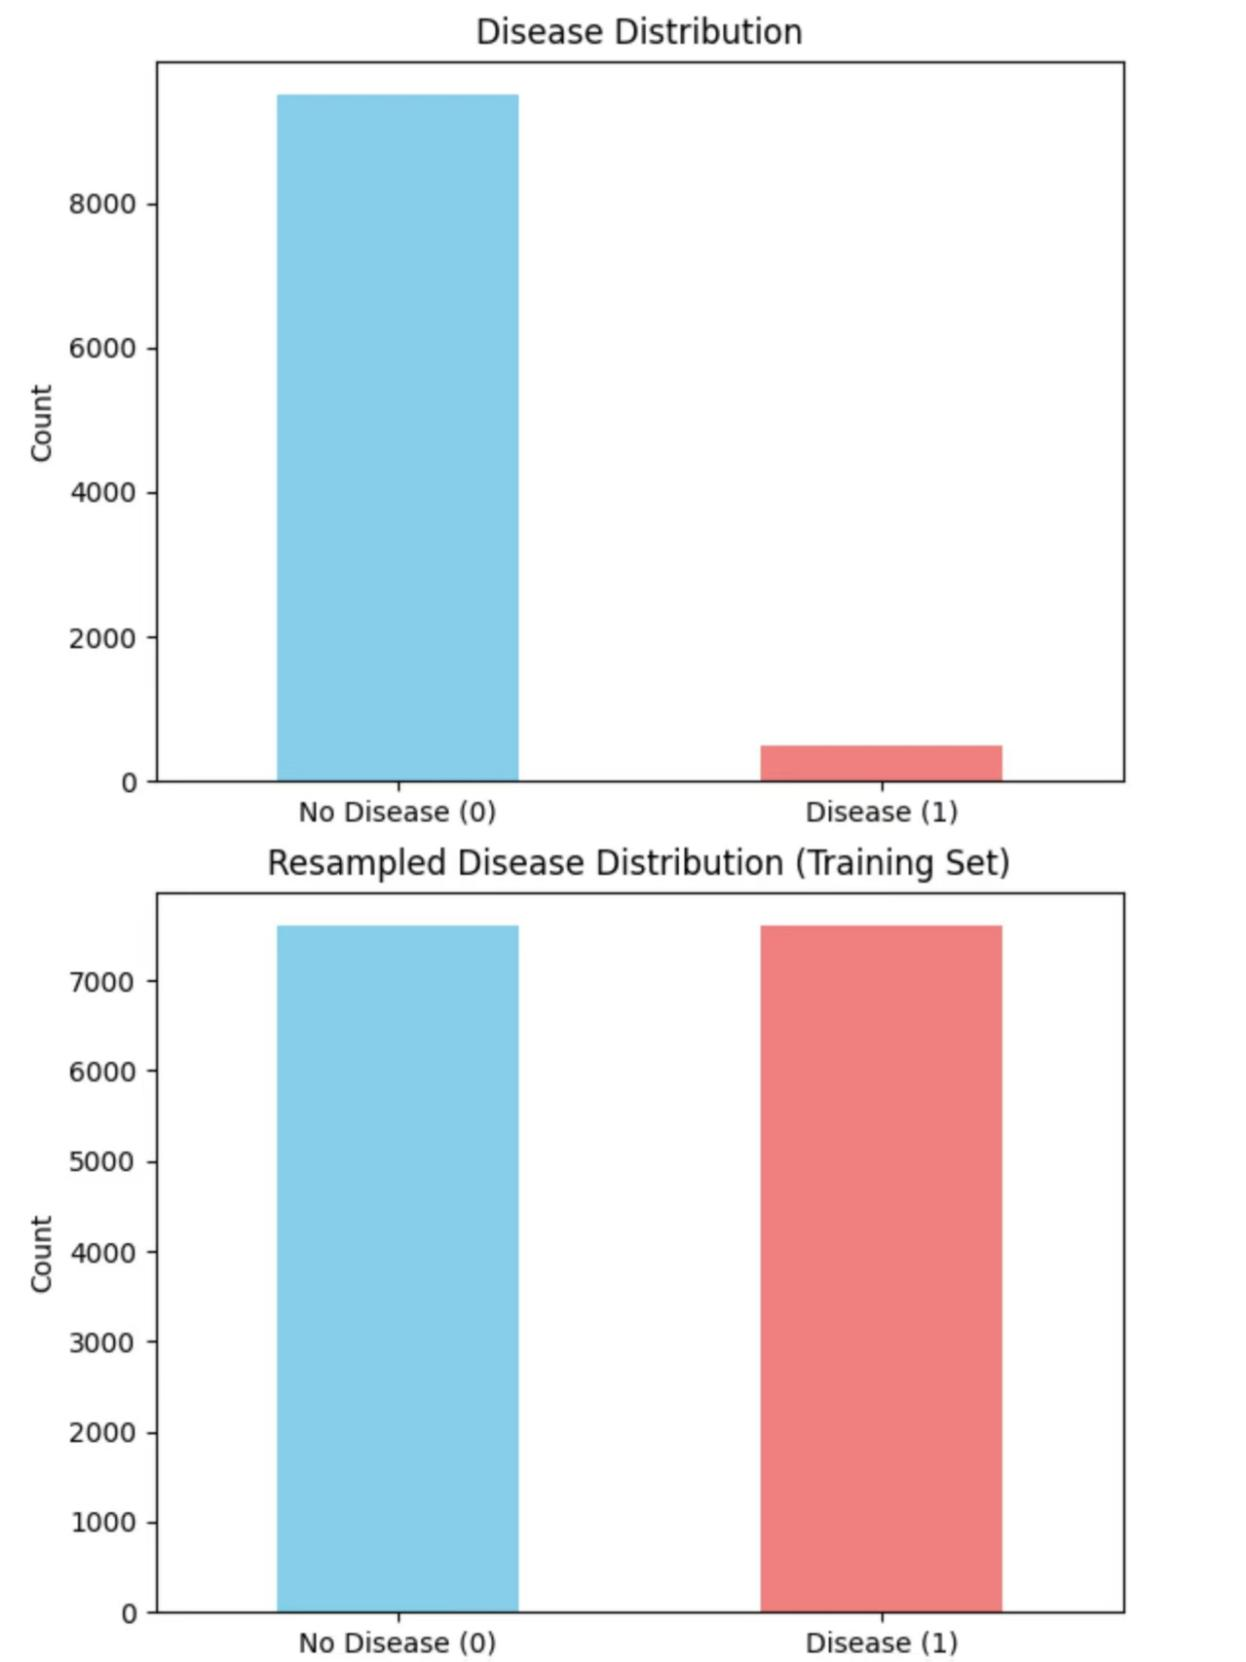 Disease Distribution
8000
6000
4000
2000
0
Count
No Disease (0) Disease (1)
Resampled Disease Distribution (Training Set)
7000
6000
5000
4000
3000
2000
1000
0
Count
No Disease (0) Disease (1)